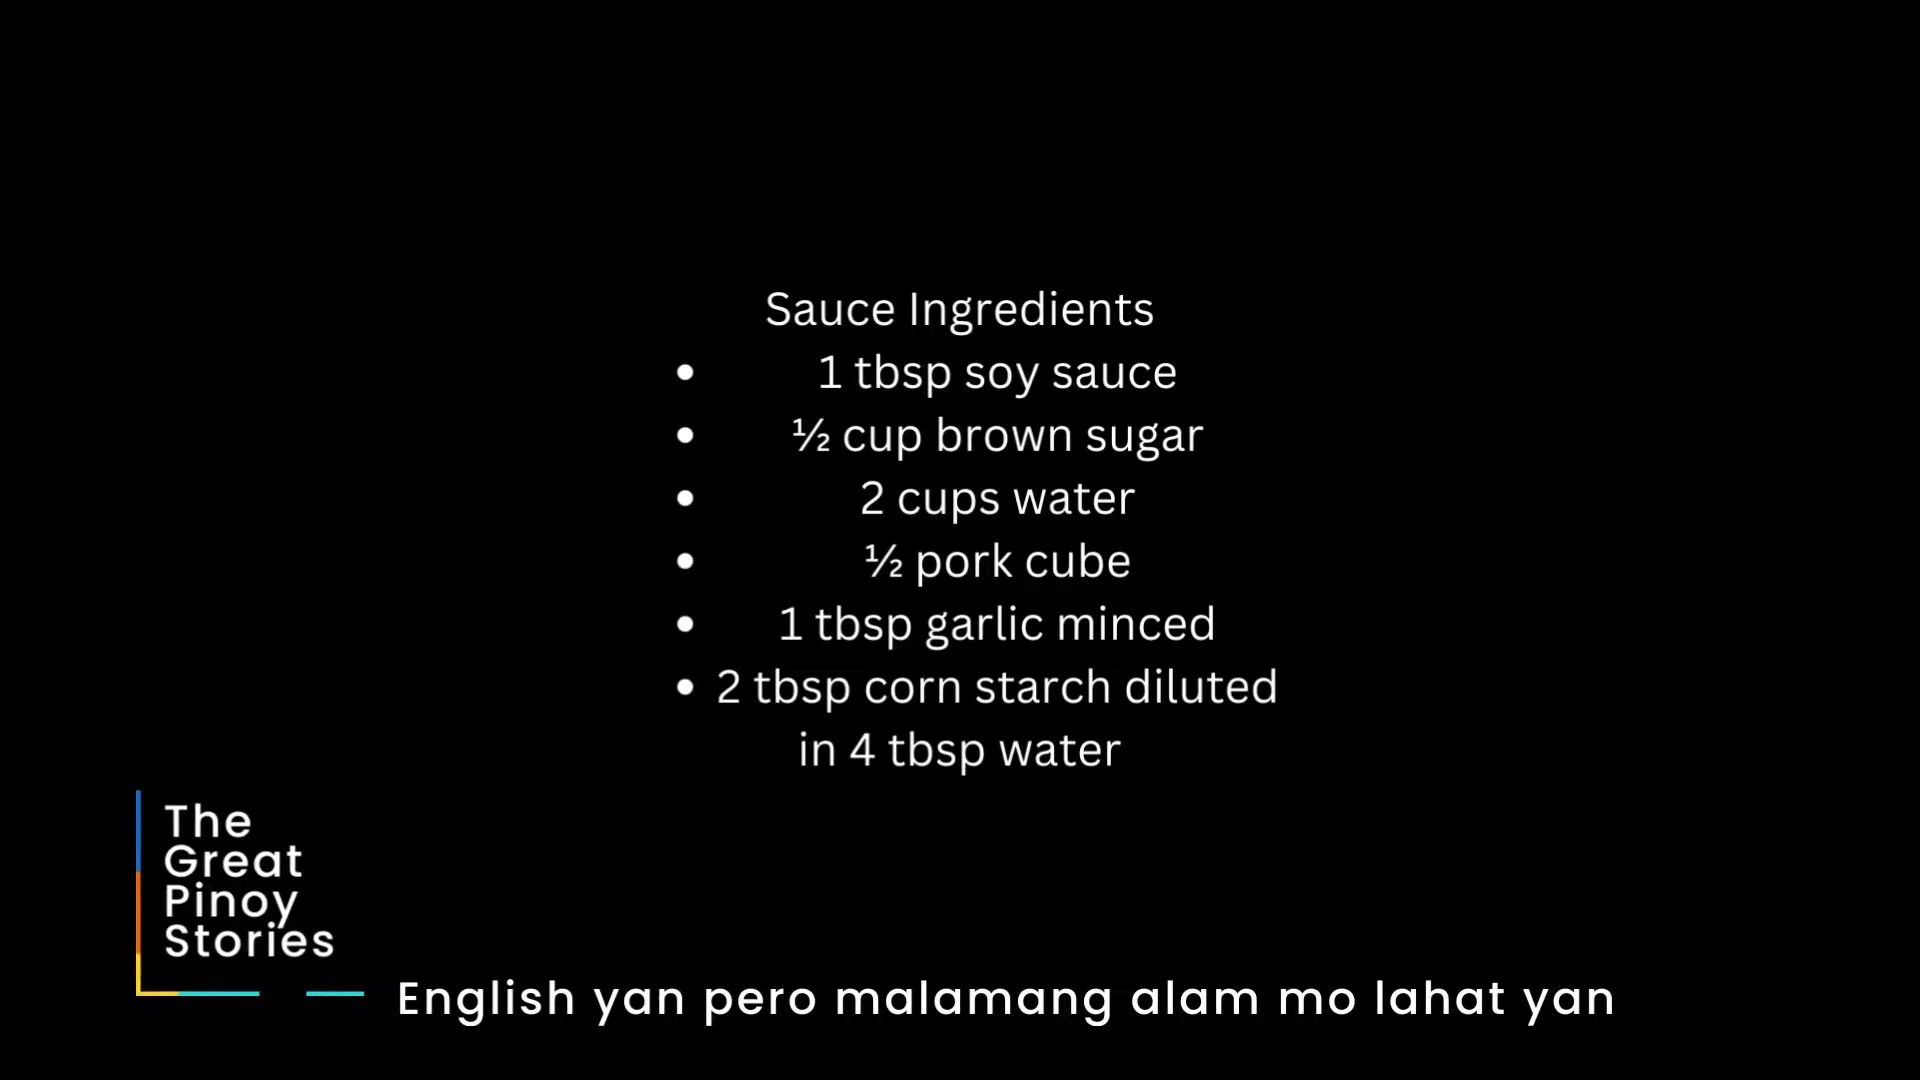 Sauce Ingredients
• 1 tbsp soy sauce
• ½ cup brown sugar
• 2 cups water
• ½ pork cube
• 1 tbsp garlic minced
• 2 tbsp corn starch diluted
in 4 tbsp water
The
Great
Pinoy
Stories
English yan pero malamang alam mo lahat yan